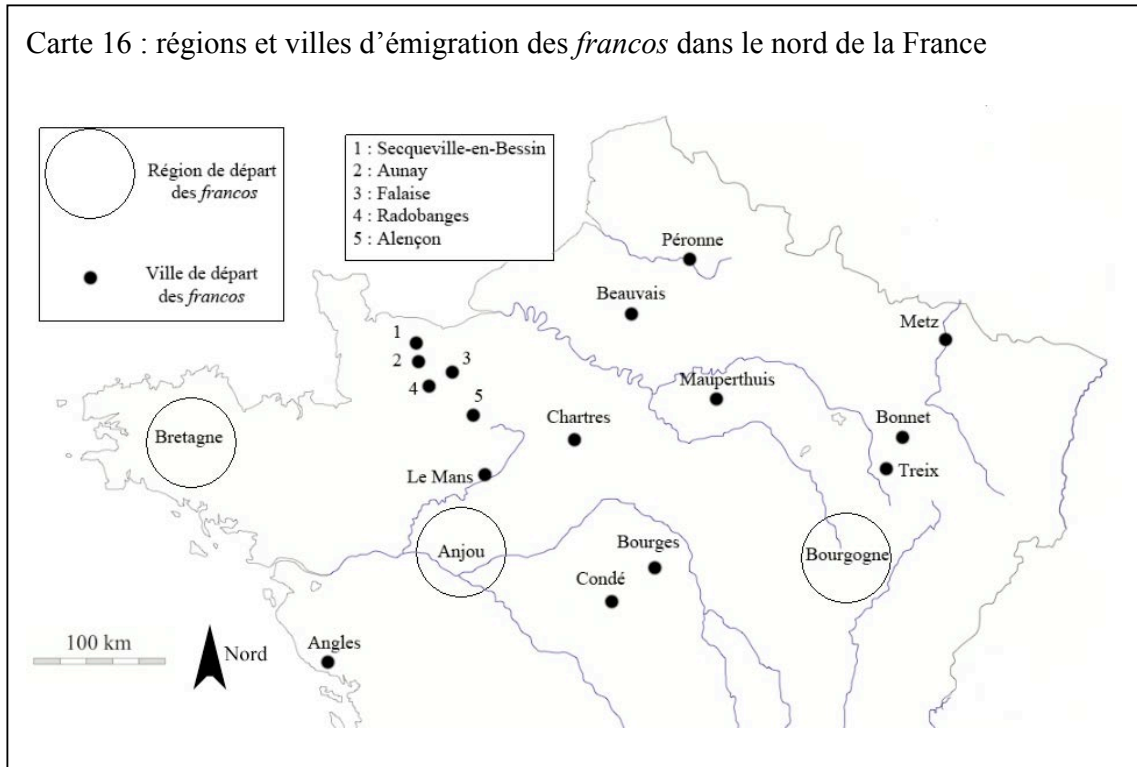 Carte 16 : régions et villes d’émigration des francos dans le nord de la France
Région de départ
des francos
Ville de départ
des francos
1 : Secqueville-en-Bessin
2 : Aunay
3 : Falaise
4 : Radobanges
5 : Alençon
Péronne
Beauvais
Metz
1
2
3
4
5
Mauperthuis
Chartres
Bonnet
Bretagne
Treix
Le Mans
Anjou
Bourges
Bourgogne
Condé
100 km
Nord
Angles